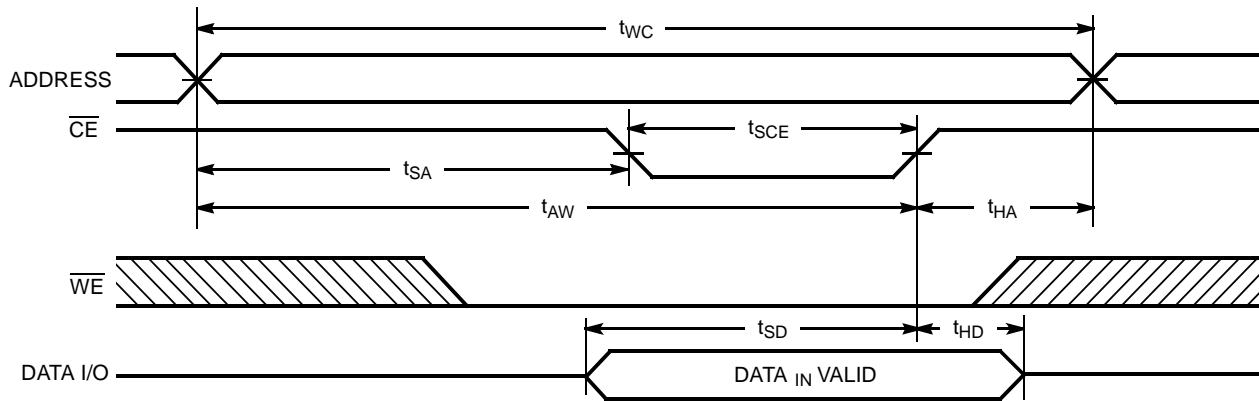 tWC
ADDRESS
CE
tSCE
tSA
tAW
tHA
WE
tSD
tHD
DATA I/O
DATA IN VALID